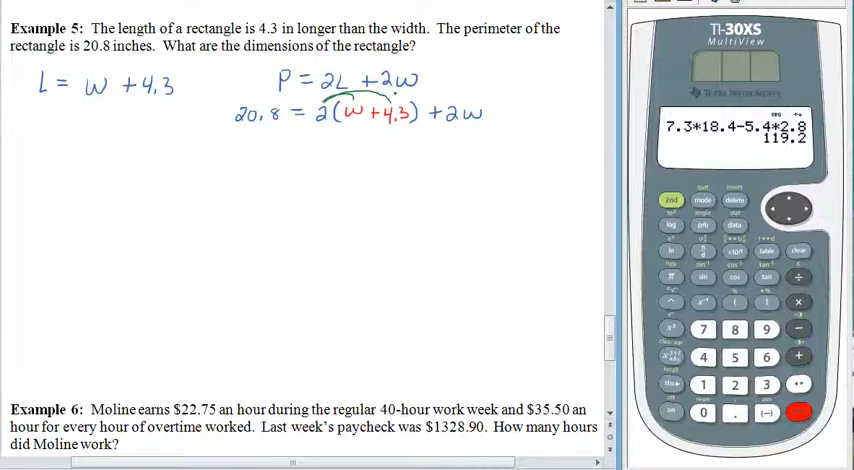 Example 5: The length of a rectangle is 4.3 in longer than the width. The perimeter of the
rectangle is 20.8 inches. What are the dimensions of the rectangle?
L = w + 4.3
P = 2L + 2w
20.8 = 2(w + 4.3) + 2w
Example 6: Moline earns $22.75 an hour during the regular 40-hour work week and $35.50 an
hour for every hour of overtime worked. Last week's paycheck was $1328.90. How many hours
did Moline work?
TI-30XS
MultiView
TEXAS INSTRUMENTS
7.3*18.4-5.4*2.8
119.2
2nd mode delete
log prb data
ln table clear
π sin cos tan ÷
^ ( ) ×
7 8 9 −
4 5 6 +
sto▸ 1 2 3
on 0 . (−)